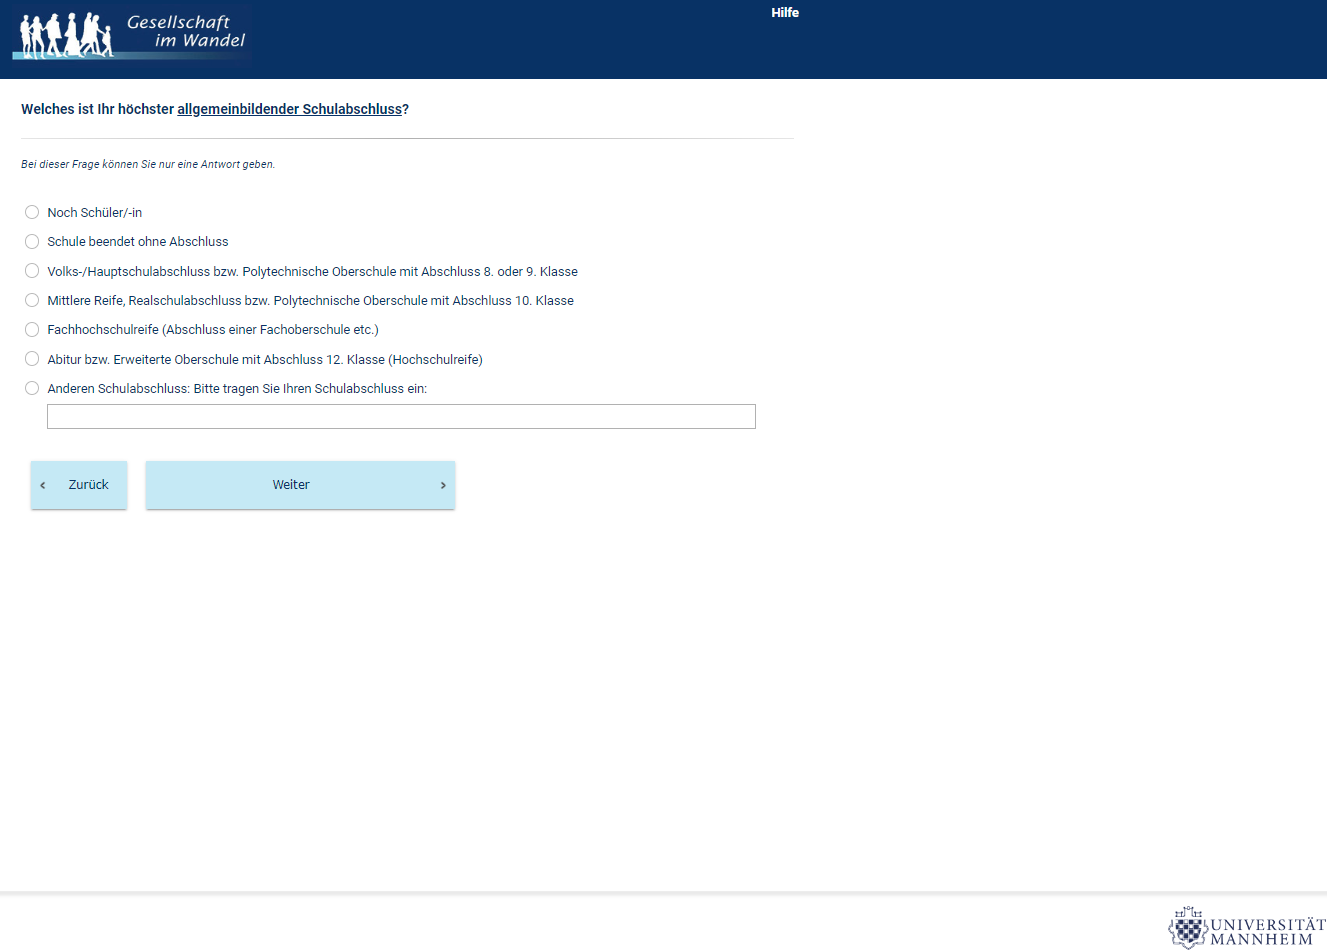 Gesellschaft
im Wandel
Hilfe
Welches ist Ihr höchster allgemeinbildender Schulabschluss?
Bei dieser Frage können Sie nur eine Antwort geben.
Noch Schüler/-in
Schule beendet ohne Abschluss
Volks-/Hauptschulabschluss bzw. Polytechnische Oberschule mit Abschluss 8. oder 9. Klasse
Mittlere Reife, Realschulabschluss bzw. Polytechnische Oberschule mit Abschluss 10. Klasse
Fachhochschulreife (Abschluss einer Fachoberschule etc.)
Abitur bzw. Erweiterte Oberschule mit Abschluss 12. Klasse (Hochschulreife)
Anderen Schulabschluss: Bitte tragen Sie Ihren Schulabschluss ein:
‹ Zurück
Weiter ›
UNIVERSITÄT
MANNHEIM